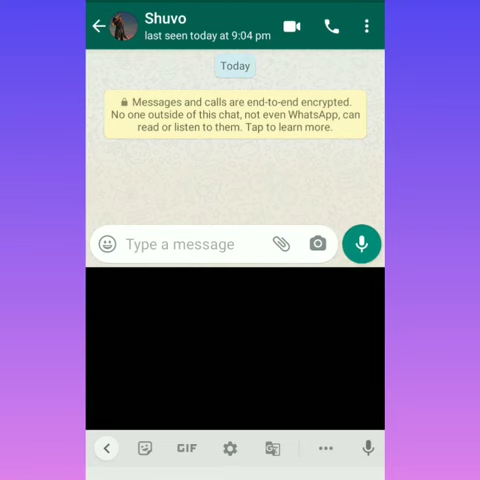 Shuvo
last seen today at 9:04 pm
Today
Messages and calls are end-to-end encrypted.
No one outside of this chat, not even WhatsApp, can
read or listen to them. Tap to learn more.
Type a message
GIF